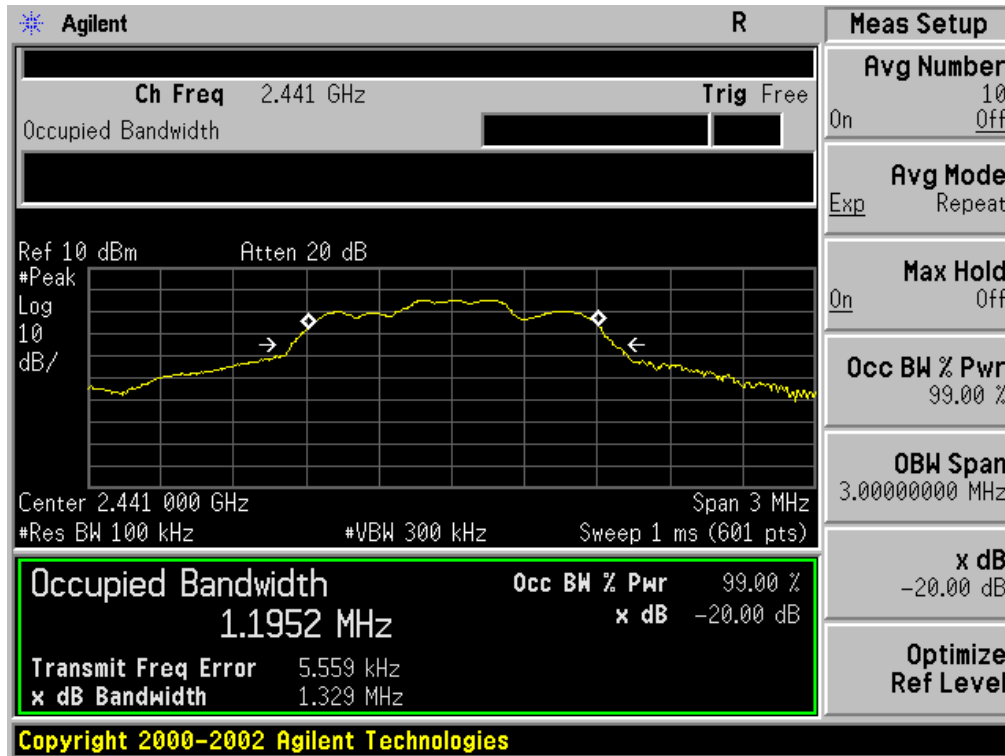 Agilent R
Ch Freq 2.441 GHz Trig Free
Occupied Bandwidth
Ref 10 dBm Atten 20 dB
#Peak
Log
10
dB/
Center 2.441 000 GHz Span 3 MHz
#Res BW 100 kHz #VBW 300 kHz Sweep 1 ms (601 pts)
Occupied Bandwidth
1.1952 MHz
Occ BW % Pwr 99.00 %
x dB -20.00 dB
Transmit Freq Error 5.559 kHz
x dB Bandwidth 1.329 MHz
Meas Setup
Avg Number
10
On Off
Avg Mode
Exp Repeat
Max Hold
On Off
Occ BW % Pwr
99.00 %
OBW Span
3.00000000 MHz
x dB
-20.00 dB
Optimize
Ref Level
Copyright 2000-2002 Agilent Technologies